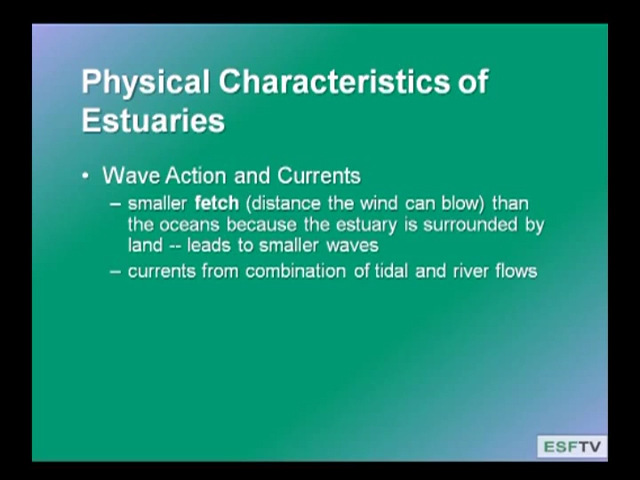 Physical Characteristics of
Estuaries
• Wave Action and Currents
– smaller fetch (distance the wind can blow) than
the oceans because the estuary is surrounded by
land -- leads to smaller waves
– currents from combination of tidal and river flows
ESFTV